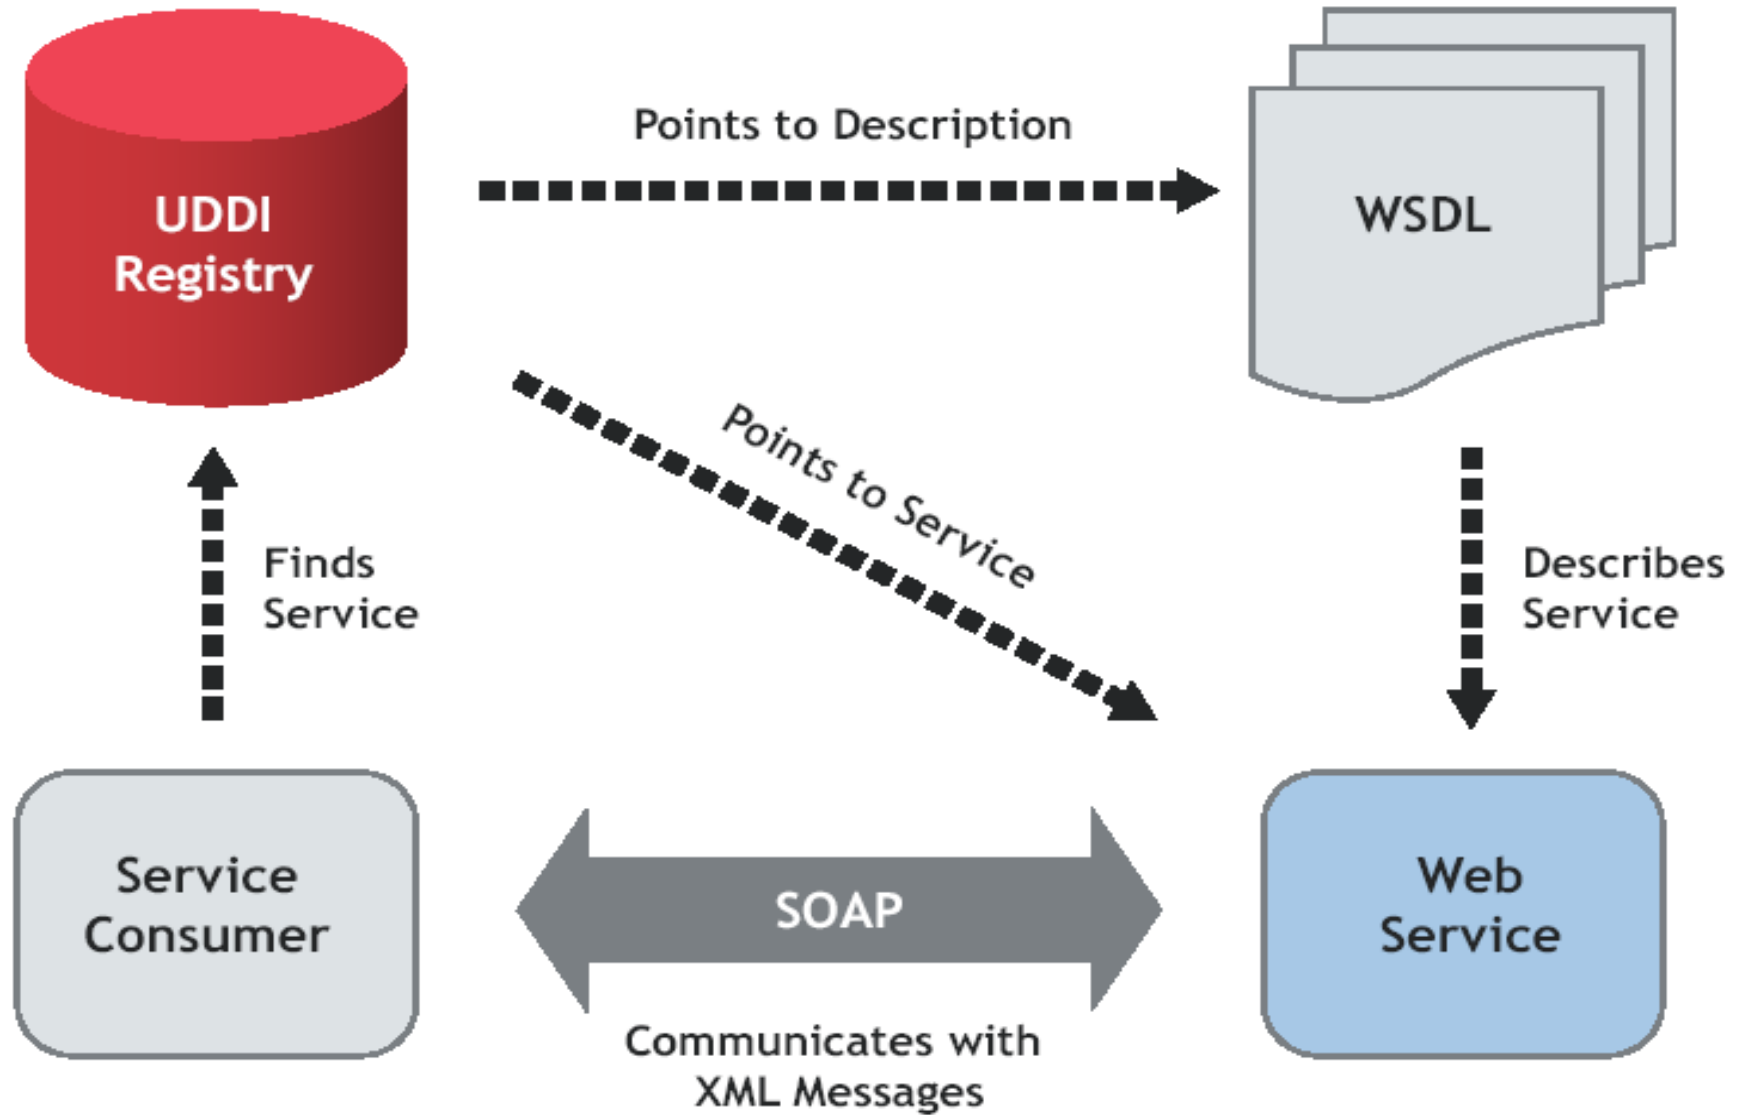 Points to Description
UDDI
Registry
WSDL
Points to Service
Finds
Service
Describes
Service
Service
Consumer
SOAP
Web
Service
Communicates with
XML Messages